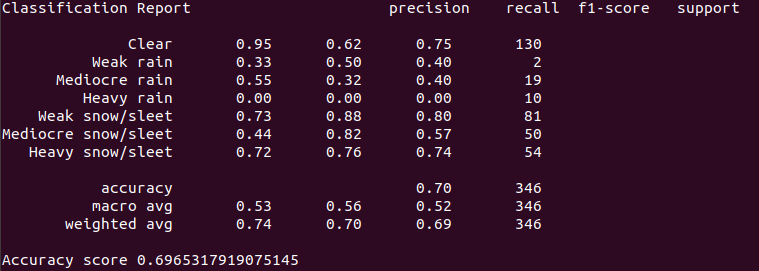 Classification Report                    precision    recall  f1-score   support

              Clear       0.95      0.62      0.75       130
          Weak rain       0.33      0.50      0.40         2
      Mediocre rain       0.55      0.32      0.40        19
         Heavy rain       0.00      0.00      0.00        10
    Weak snow/sleet       0.73      0.88      0.80        81
Mediocre snow/sleet       0.44      0.82      0.57        50
   Heavy snow/sleet       0.72      0.76      0.74        54

           accuracy                           0.70       346
          macro avg       0.53      0.56      0.52       346
       weighted avg       0.74      0.70      0.69       346

Accuracy score 0.6965317919075145